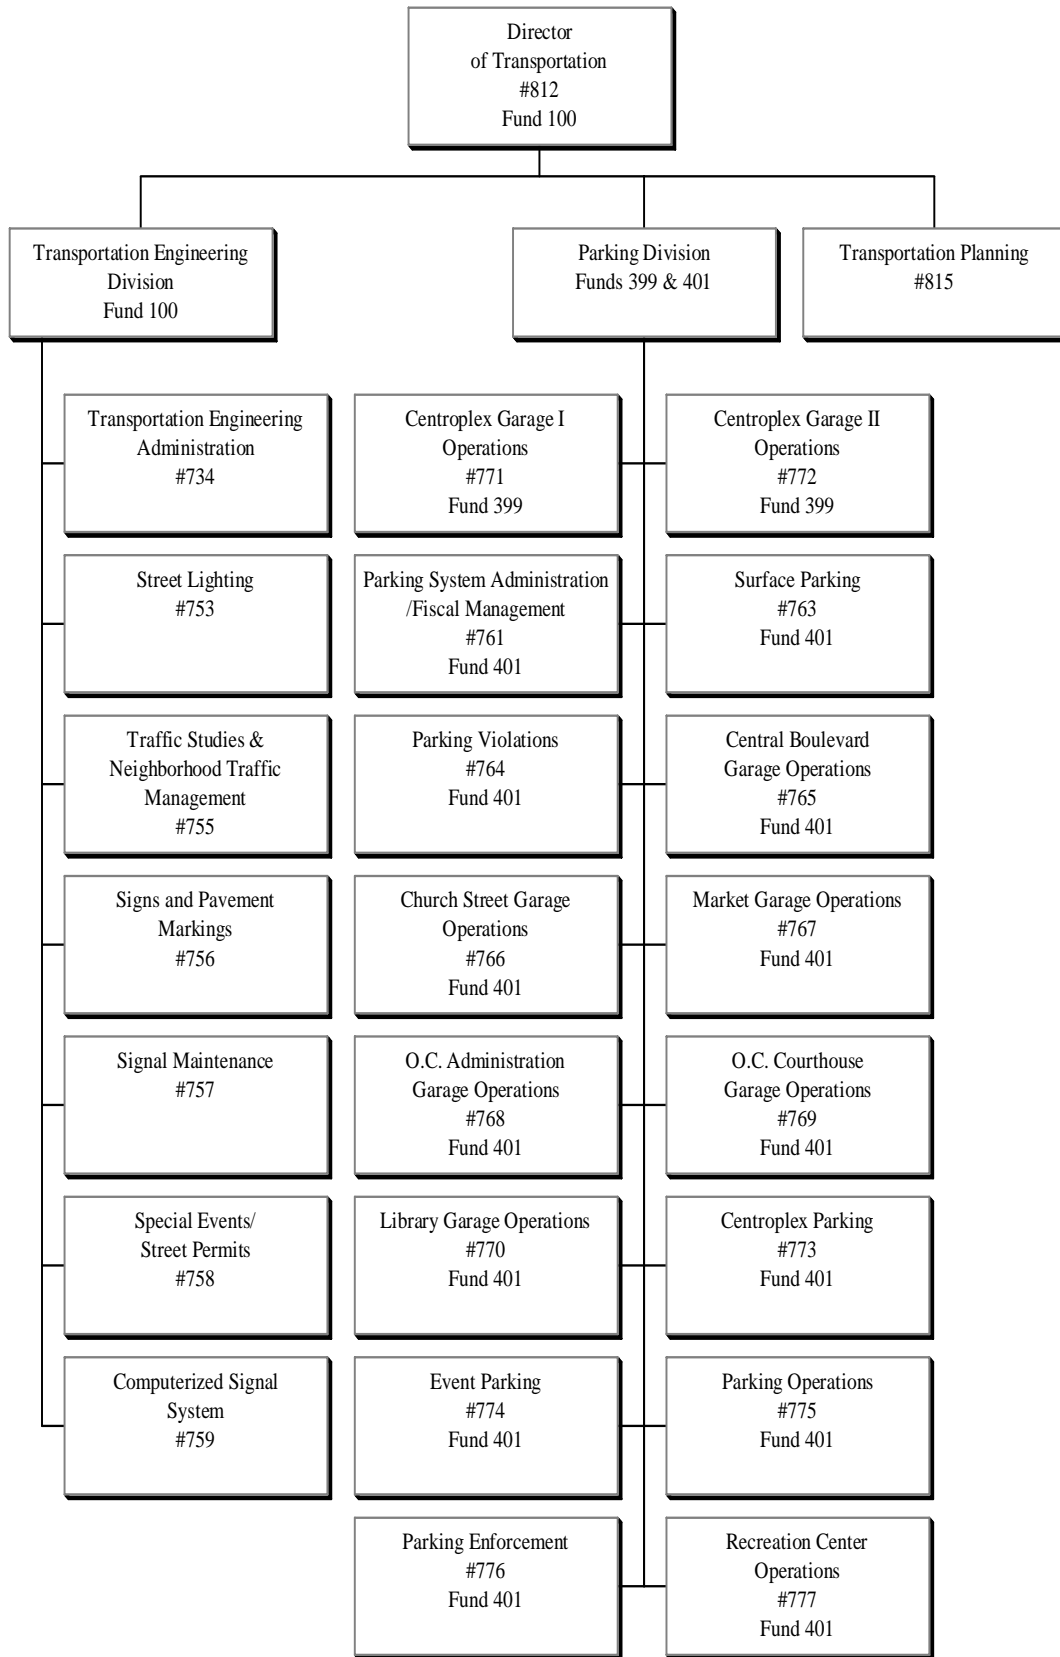 Director
of Transportation
#812
Fund 100
Transportation Engineering
Division
Fund 100
Parking Division
Funds 399 & 401
Transportation Planning
#815
Transportation Engineering
Administration
#734
Centroplex Garage I
Operations
#771
Fund 399
Centroplex Garage II
Operations
#772
Fund 399
Street Lighting
#753
Parking System Administration
/Fiscal Management
#761
Fund 401
Surface Parking
#763
Fund 401
Traffic Studies &
Neighborhood Traffic
Management
#755
Parking Violations
#764
Fund 401
Central Boulevard
Garage Operations
#765
Fund 401
Signs and Pavement
Markings
#756
Church Street Garage
Operations
#766
Fund 401
Market Garage Operations
#767
Fund 401
Signal Maintenance
#757
O.C. Administration
Garage Operations
#768
Fund 401
O.C. Courthouse
Garage Operations
#769
Fund 401
Special Events/
Street Permits
#758
Library Garage Operations
#770
Fund 401
Centroplex Parking
#773
Fund 401
Computerized Signal
System
#759
Event Parking
#774
Fund 401
Parking Operations
#775
Fund 401
Parking Enforcement
#776
Fund 401
Recreation Center
Operations
#777
Fund 401